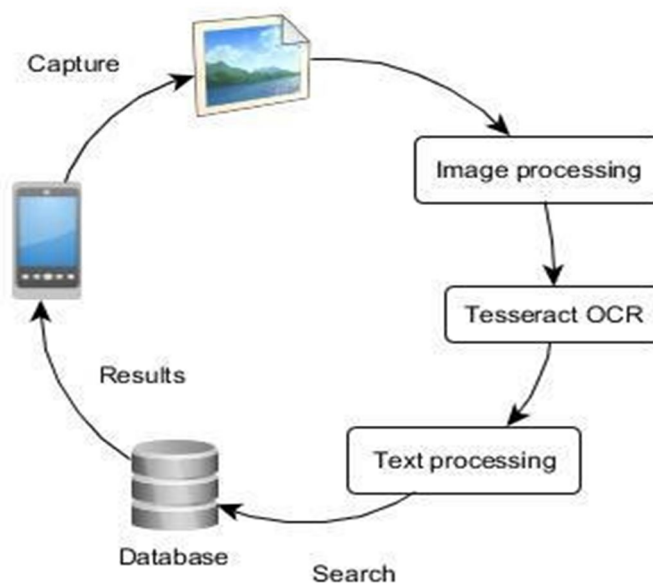 Capture
Image processing
Tesseract OCR
Results
Text processing
Database
Search